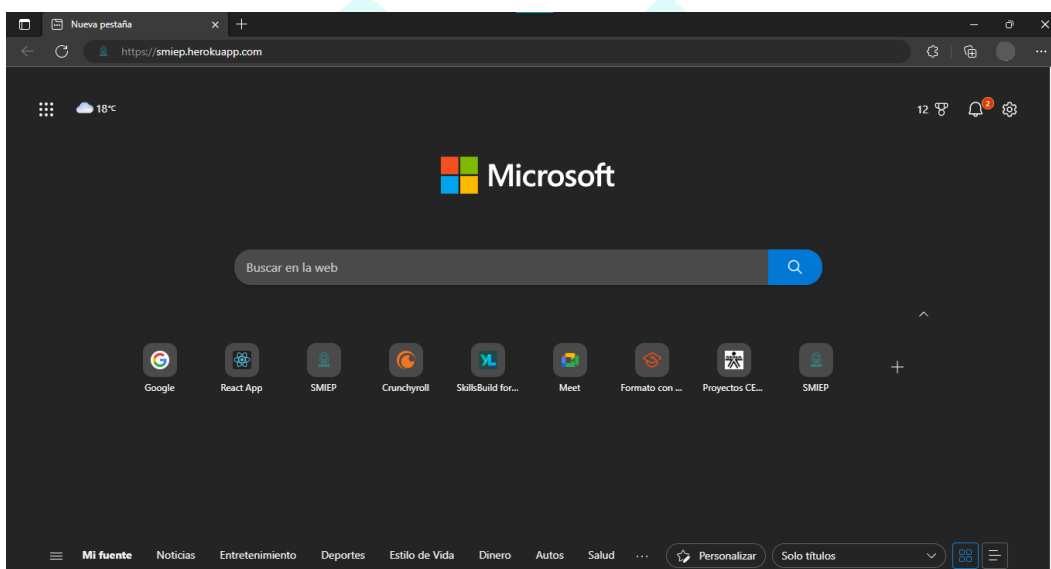 Nueva pestaña
https://smiep.herokuapp.com
18°C
12
2
Microsoft
Buscar en la web
Google React App SMIEP Crunchyroll SkillsBuild for... Meet Formato con ... Proyectos CE... SMIEP
Mi fuente Noticias Entretenimiento Deportes Estilo de Vida Dinero Autos Salud ... Personalizar Solo títulos